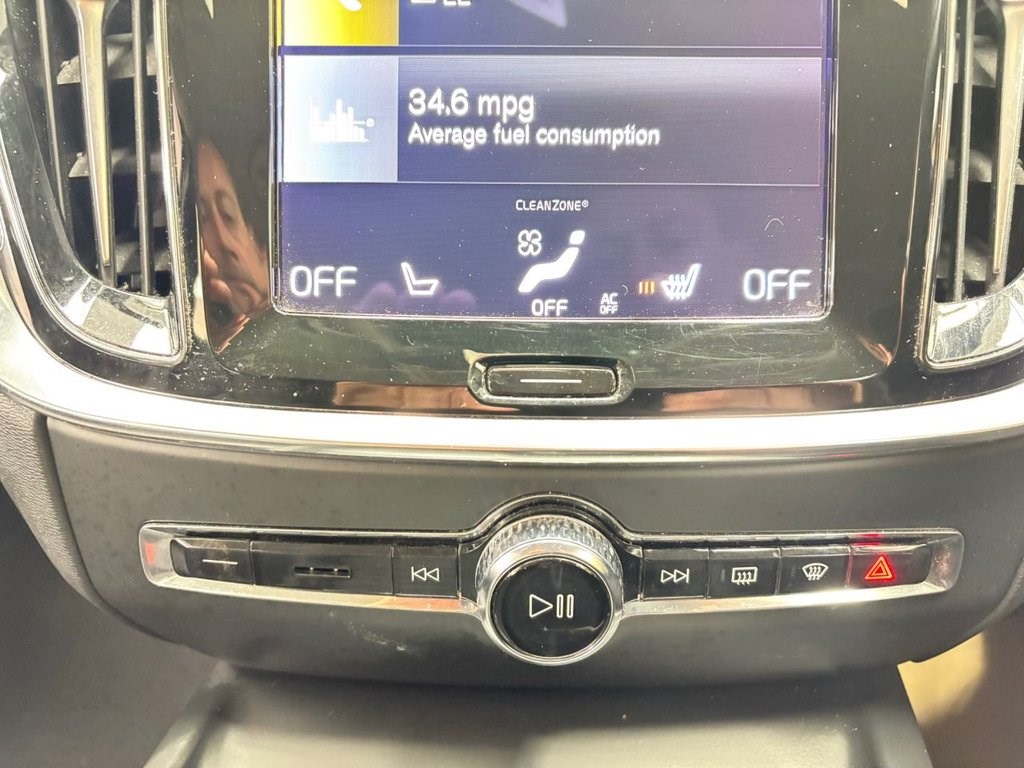 34.6 mpg
Average fuel consumption
CLEANZONE®
OFF
OFF
AC
OFF
OFF